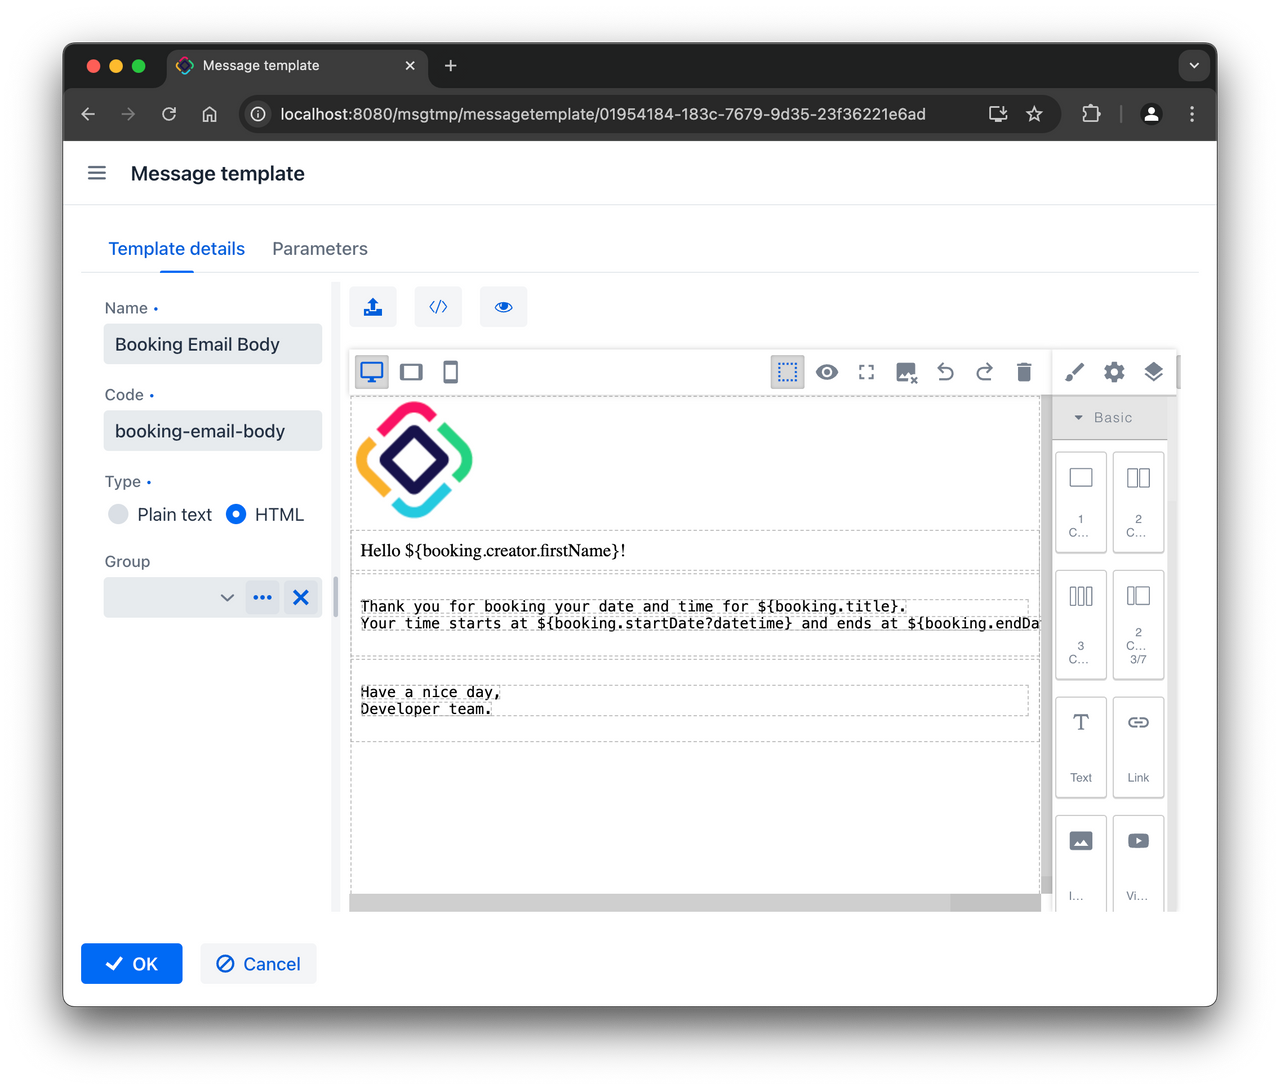 Message template
localhost:8080/msgtmp/messagetemplate/01954184-183c-7679-9d35-23f36221e6ad
Message template
Template details
Parameters
Name •
Booking Email Body
Code •
booking-email-body
Type •
Plain text
HTML
Group
Hello ${booking.creator.firstName}!
Thank you for booking your date and time for ${booking.title}.
Your time starts at ${booking.startDate?datetime} and ends at ${booking.endDa
Have a nice day,
Developer team.
Basic
1 C...
2 C...
3 C...
2 C... 3/7
Text
Link
I...
Vi...
OK
Cancel